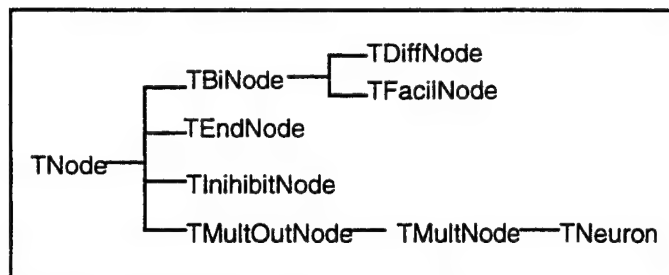 TDiffNode
TBiNode
TFacilNode
TEndNode
TNode
TInihibitNode
TMultOutNode TMultNode TNeuron